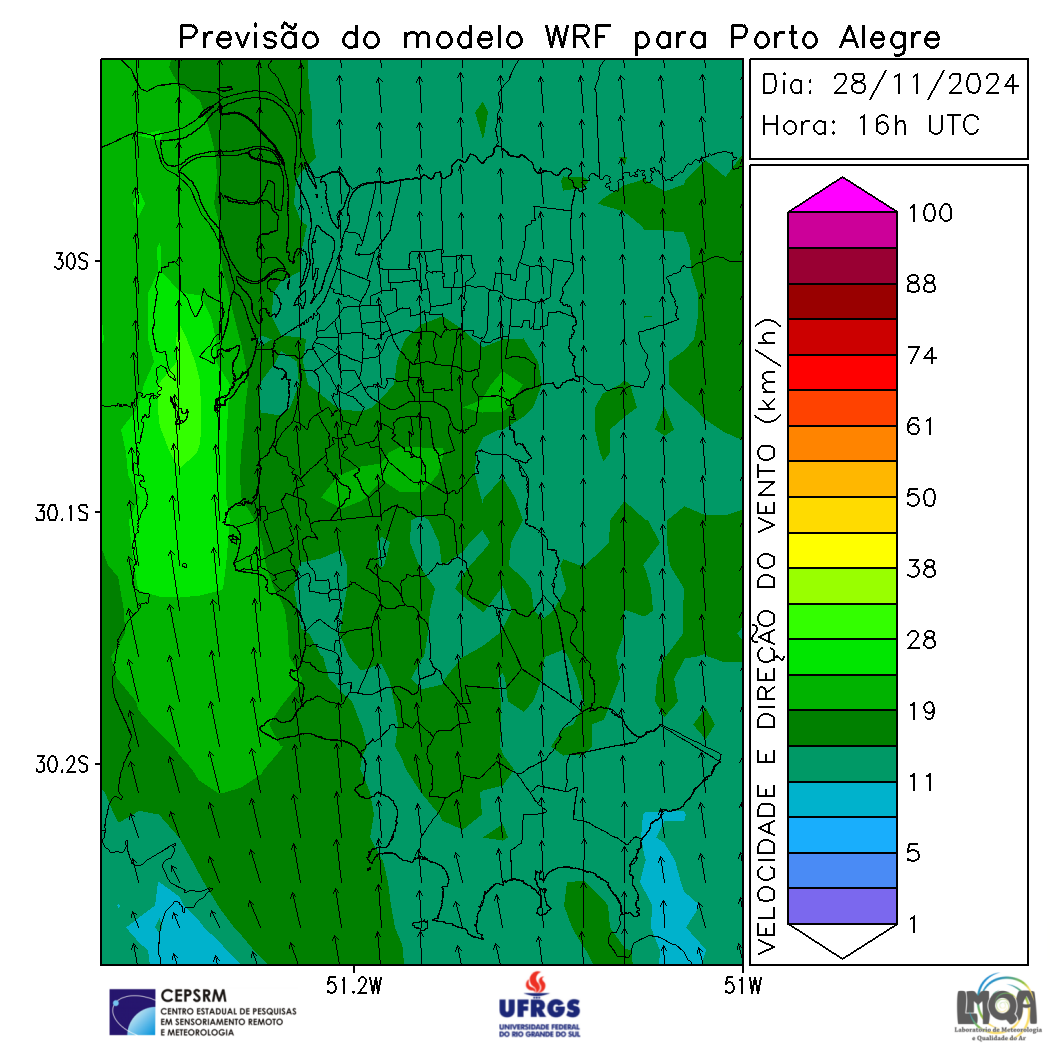 Previsão do modelo WRF para Porto Alegre
Dia: 28/11/2024
Hora: 16h UTC
30S
30.1S
30.2S
51.2W
51W
VELOCIDADE E DIREÇÃO DO VENTO (km/h)
100
88
74
61
50
38
28
19
11
5
1
CEPSRM
CENTRO ESTADUAL DE PESQUISAS
EM SENSORIAMENTO REMOTO
E METEOROLOGIA
UFRGS
UNIVERSIDADE FEDERAL
DO RIO GRANDE DO SUL
LMQA
Laboratório de Meteorologia
e Qualidade do Ar